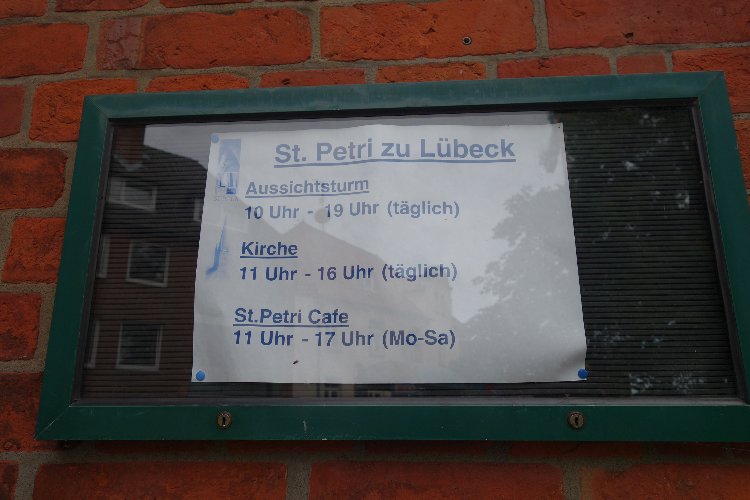 St. Petri zu Lübeck
Aussichtsturm
10 Uhr - 19 Uhr (täglich)
Kirche
11 Uhr - 16 Uhr (täglich)
St.Petri Cafe
11 Uhr - 17 Uhr (Mo-Sa)